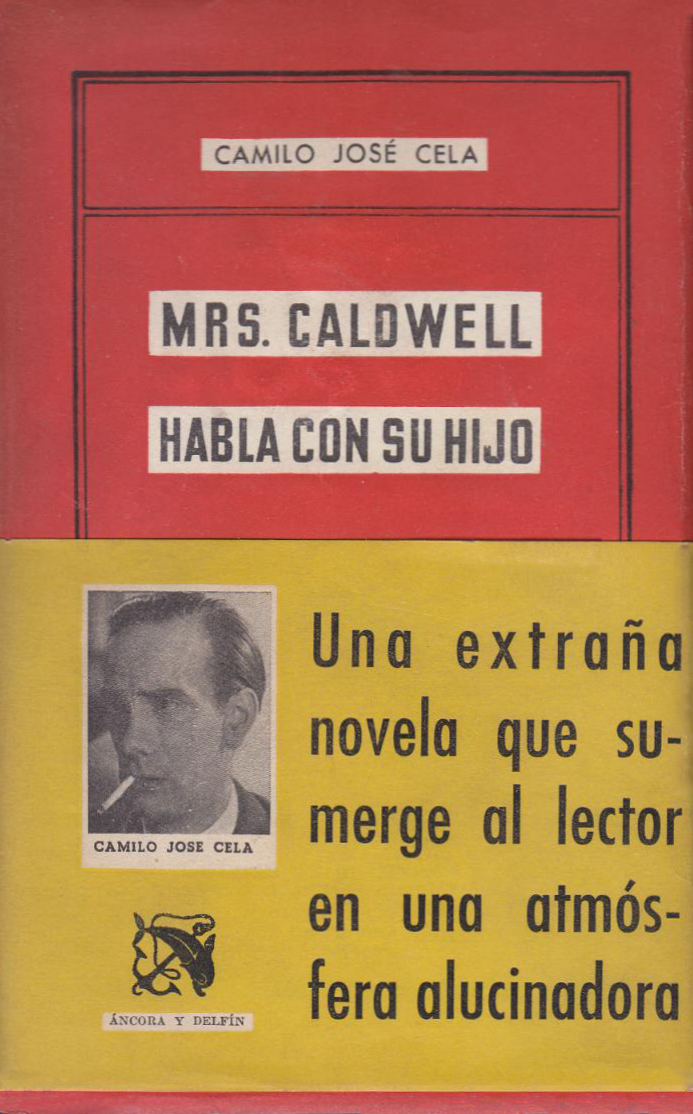 CAMILO JOSÉ CELA
MRS. CALDWELL
HABLA CON SU HIJO
Una extraña
novela que su-
merge al lector
en una atmós-
fera alucinadora
CAMILO JOSE CELA
ÁNCORA Y DELFÍN